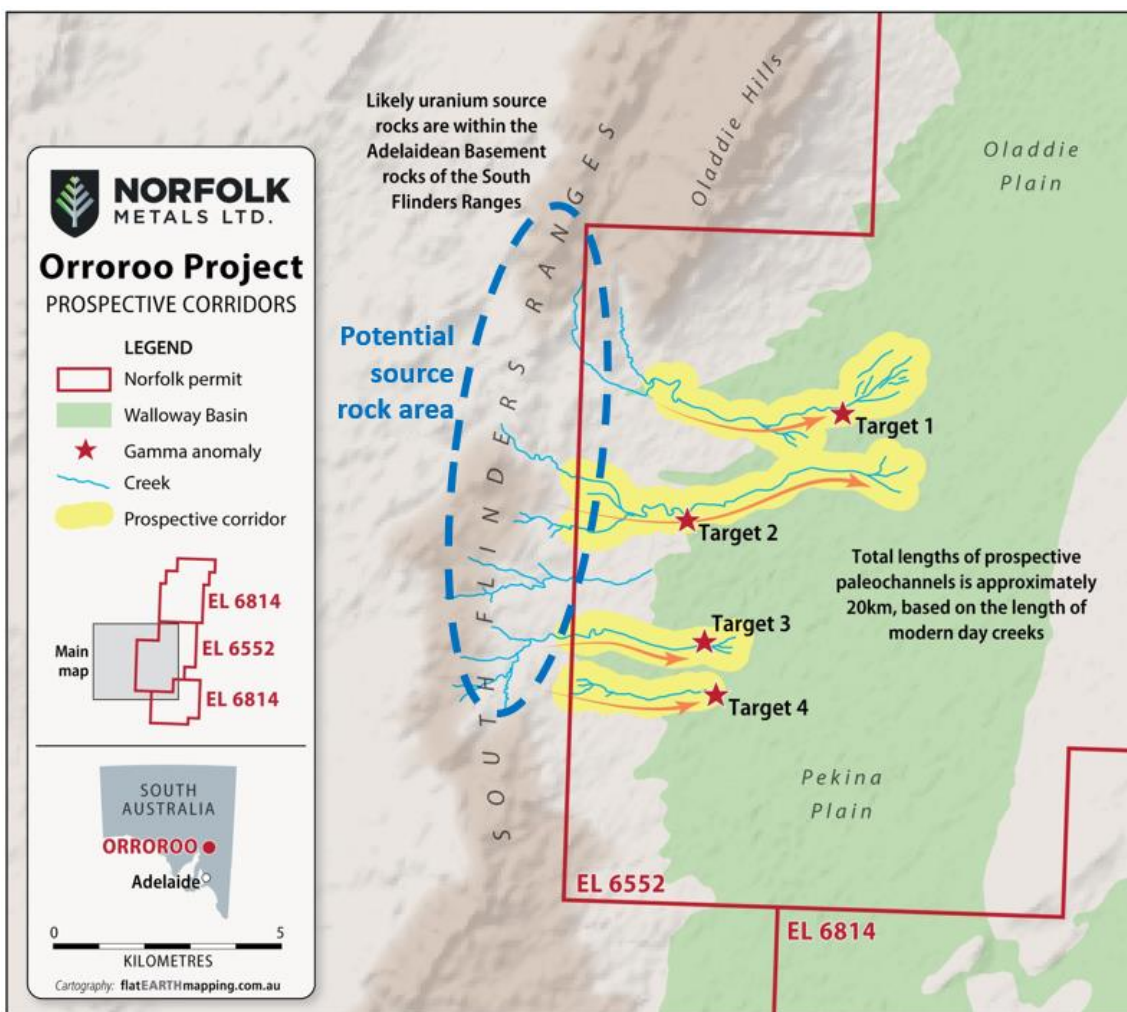 NORFOLK
METALS LTD.
Orroroo Project
PROSPECTIVE CORRIDORS
LEGEND
Norfolk permit
Walloway Basin
Gamma anomaly
Creek
Prospective corridor
EL 6814
EL 6552
EL 6814
Main
map
SOUTH
AUSTRALIA
ORROROO
Adelaide
0 5
KILOMETRES
Cartography: flatEARTHmapping.com.au
Likely uranium source
rocks are within the
Adelaidean Basement
rocks of the South
Flinders Ranges
Potential
source
rock area
SOUTH FLINDERS RANGES
Oladdie Hills
Oladdie
Plain
Target 1
Target 2
Total lengths of prospective
paleochannels is approximately
20km, based on the length of
modern day creeks
Target 3
Target 4
Pekina
Plain
EL 6552
EL 6814